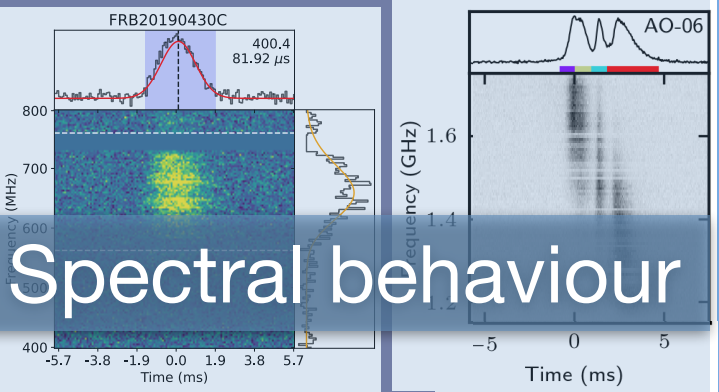 FRB20190430C
400.4
81.92 μs
800
700
600
500
400
Frequency (MHz)
-5.7 -3.8 -1.9 0.0 1.9 3.8 5.7
Time (ms)
AO-06
1.6
1.4
1.2
Frequency (GHz)
−5 0 5
Time (ms)
Spectral behaviour